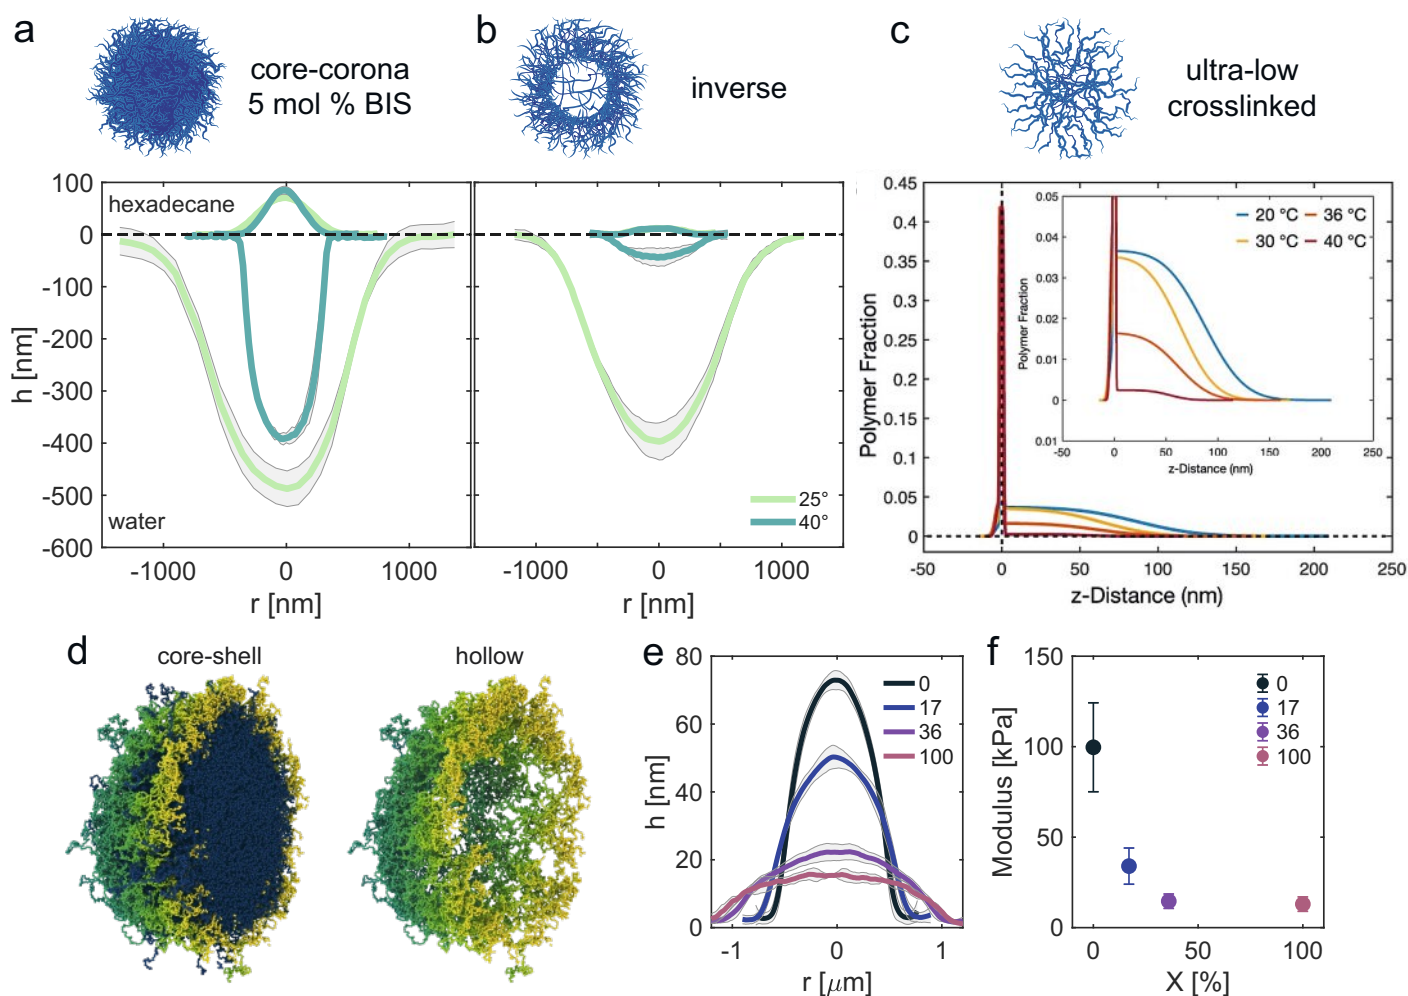 a
core-corona
5 mol % BIS
b
inverse
c
ultra-low
crosslinked
100
0
-100
-200
-300
-400
-500
-600
h [nm]
hexadecane
water
-1000
0
1000
r [nm]
25°
40°
-1000
0
1000
r [nm]
0.45
0.4
0.35
0.3
0.25
0.2
0.15
0.1
0.05
0
Polymer Fraction
-50
0
50
100
150
200
250
z-Distance (nm)
0.05
0.04
0.03
0.02
0.01
0
0.01
Polymer Fraction
20 °C
36 °C
30 °C
40 °C
-50
0
50
100
150
200
250
z-Distance (nm)
d
core-shell
hollow
e
80
60
40
20
0
h [nm]
0
17
36
100
-1
0
1
r [μm]
f
150
100
50
0
Modulus [kPa]
0
17
36
100
0
50
100
X [%]